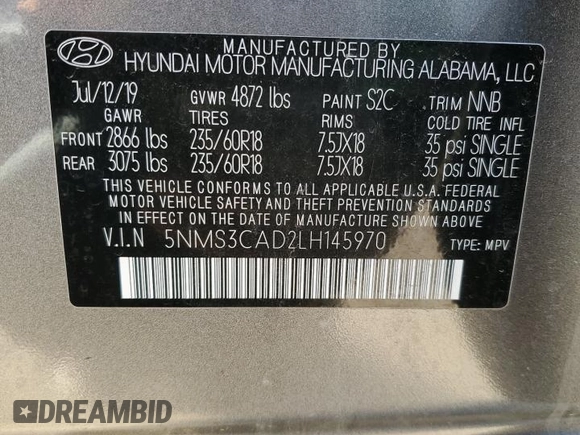 MANUFACTURED BY
HYUNDAI MOTOR MANUFACTURING ALABAMA, LLC
Jul/12/19 GVWR 4872 lbs PAINT S2C TRIM NNB
GAWR TIRES RIMS COLD TIRE INFL
FRONT 2866 lbs 235/60R18 7.5JX18 35 psi SINGLE
REAR 3075 lbs 235/60R18 7.5JX18 35 psi SINGLE
THIS VEHICLE CONFORMS TO ALL APPLICABLE U.S.A. FEDERAL
MOTOR VEHICLE SAFETY AND THEFT PREVENTION STANDARDS
IN EFFECT ON THE DATE OF MANUFACTURE SHOWN ABOVE.
V.I.N 5NMS3CAD2LH145970 TYPE: MPV
DREAMBID